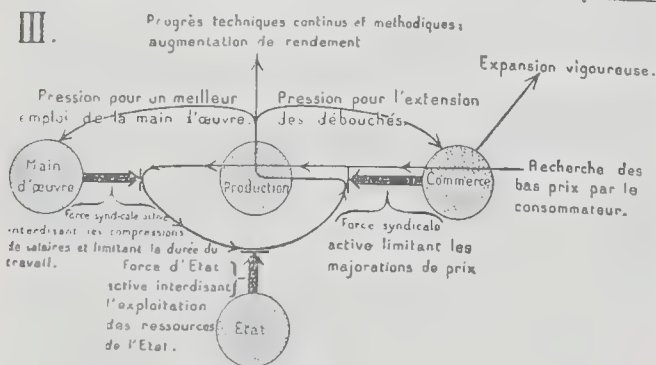 III.
Progrès techniques continus et méthodiques;
augmentation de rendement
Expansion vigoureuse.
Pression pour un meilleur
emploi de la main d'œuvre.
Pression pour l'extension
des débouchés.
Main
d'œuvre
Production
Commerce
Recherche des
bas prix par le
consommateur.
Force syndicale active
interdisant les compressions
de salaires et limitant la durée du
travail.
Force syndicale
active limitant les
majorations de prix
Force d'Etat
active interdisant
l'exploitation
des ressources
de l'Etat.
Etat